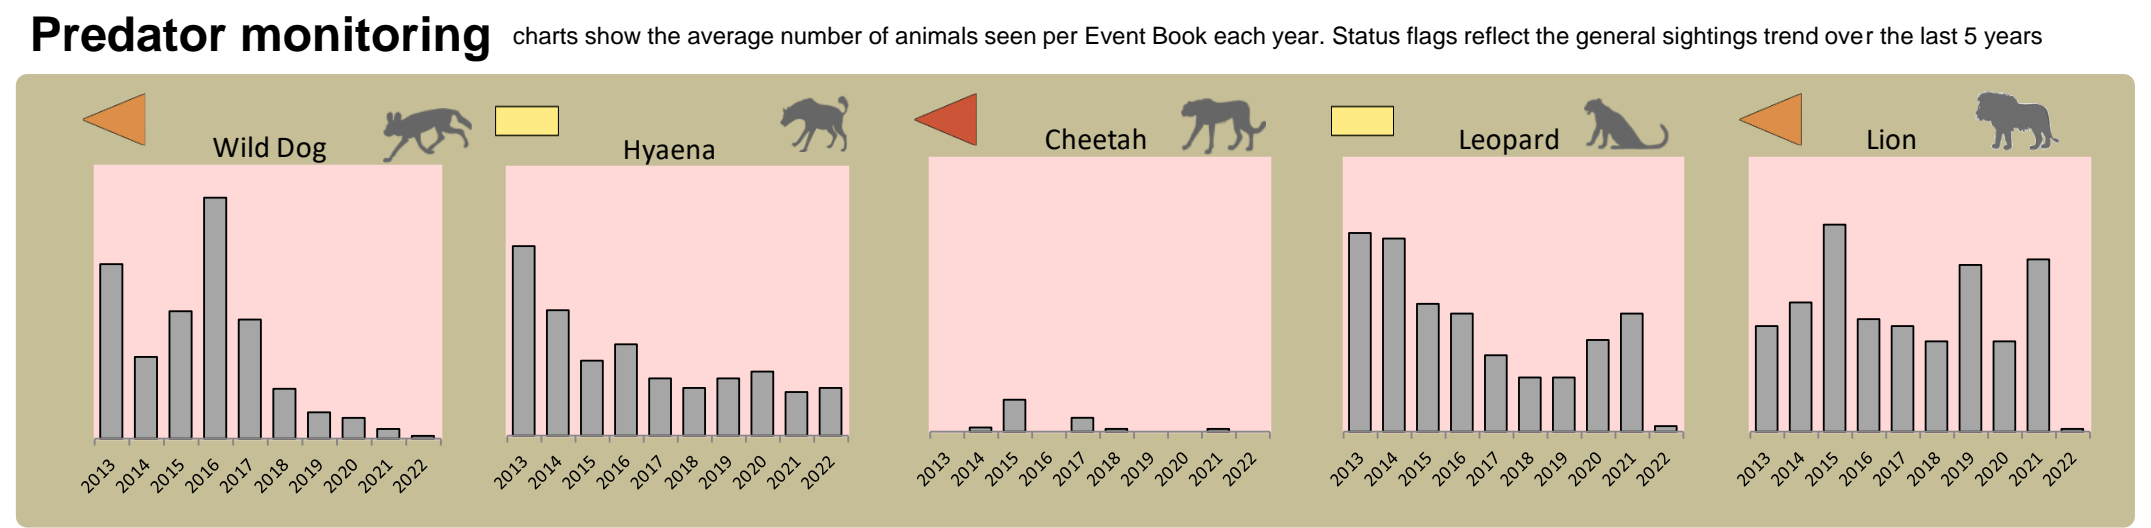 Predator monitoring charts show the average number of animals seen per Event Book each year. Status flags reflect the general sightings trend over the last 5 years
Wild Dog
2013 2014 2015 2016 2017 2018 2019 2020 2021 2022
Hyaena
2013 2014 2015 2016 2017 2018 2019 2020 2021 2022
Cheetah
2013 2014 2015 2016 2017 2018 2019 2020 2021 2022
Leopard
2013 2014 2015 2016 2017 2018 2019 2020 2021 2022
Lion
2013 2014 2015 2016 2017 2018 2019 2020 2021 2022